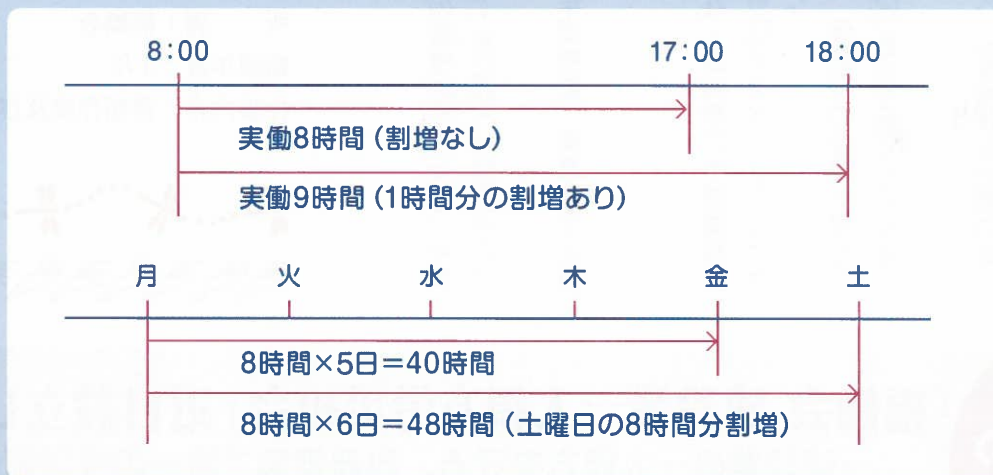 8:00 17:00 18:00
実働8時間（割増なし）
実働9時間（1時間分の割増あり）
月 火 水 木 金 土
8時間×5日＝40時間
8時間×6日＝48時間（土曜日の8時間分割増）